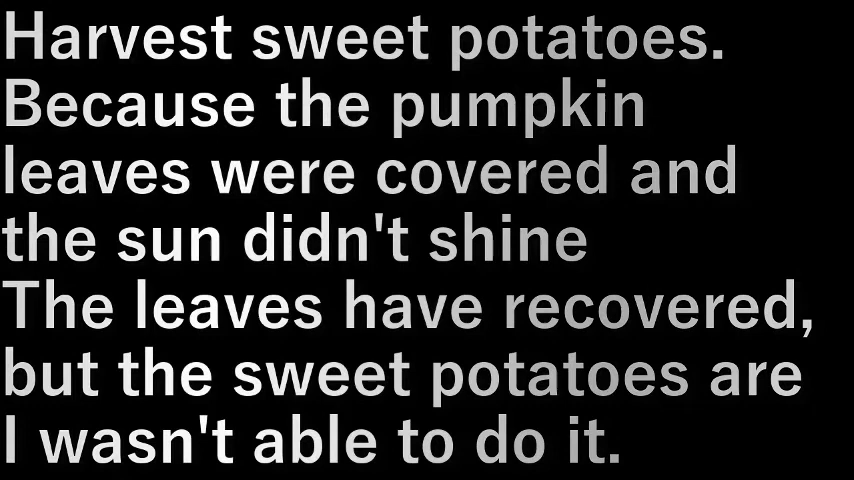 Harvest sweet potatoes.
Because the pumpkin
leaves were covered and
the sun didn't shine
The leaves have recovered,
but the sweet potatoes are
I wasn't able to do it.